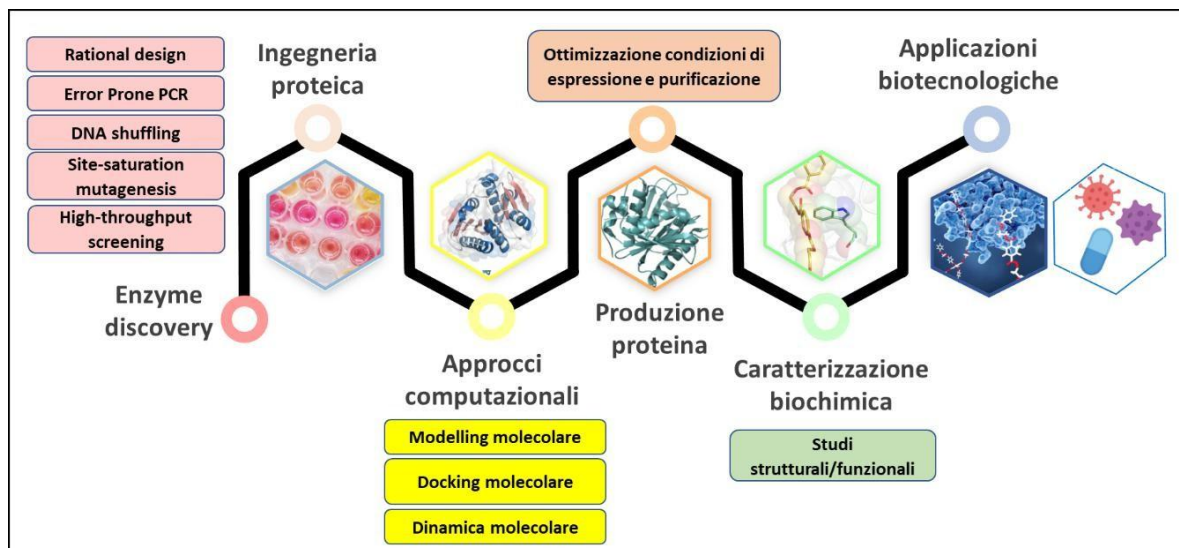 Rational design
Error Prone PCR
DNA shuffling
Site-saturation
mutagenesis
High-throughput
screening
Enzyme
discovery
Ingegneria
proteica
Approcci
computazionali
Modelling molecolare
Docking molecolare
Dinamica molecolare
Ottimizzazione condizioni di
espressione e purificazione
Produzione
proteina
Caratterizzazione
biochimica
Studi
strutturali/funzionali
Applicazioni
biotecnologiche